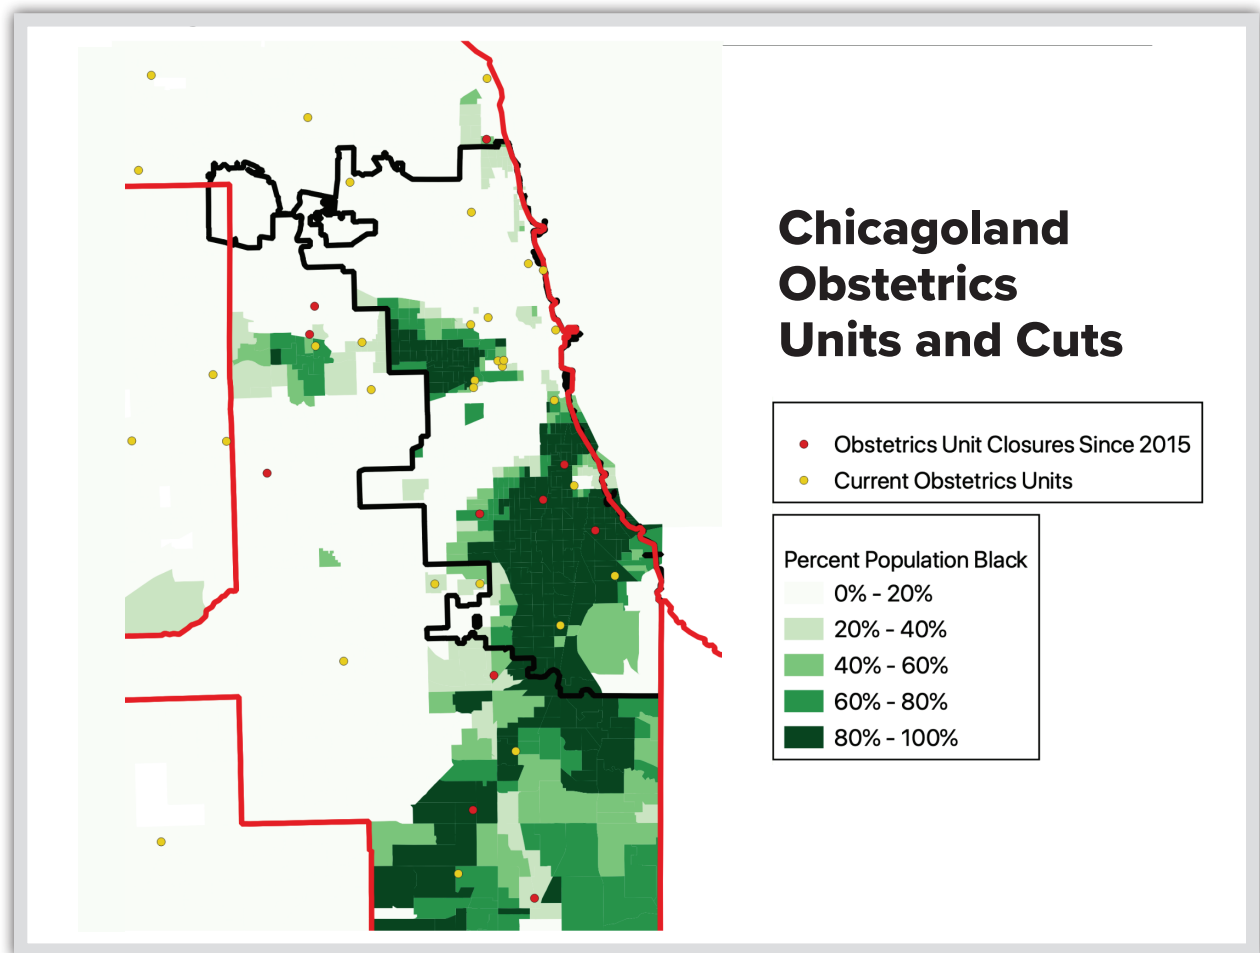 Chicagoland
Obstetrics
Units and Cuts
Obstetrics Unit Closures Since 2015
Current Obstetrics Units
Percent Population Black
0% - 20%
20% - 40%
40% - 60%
60% - 80%
80% - 100%